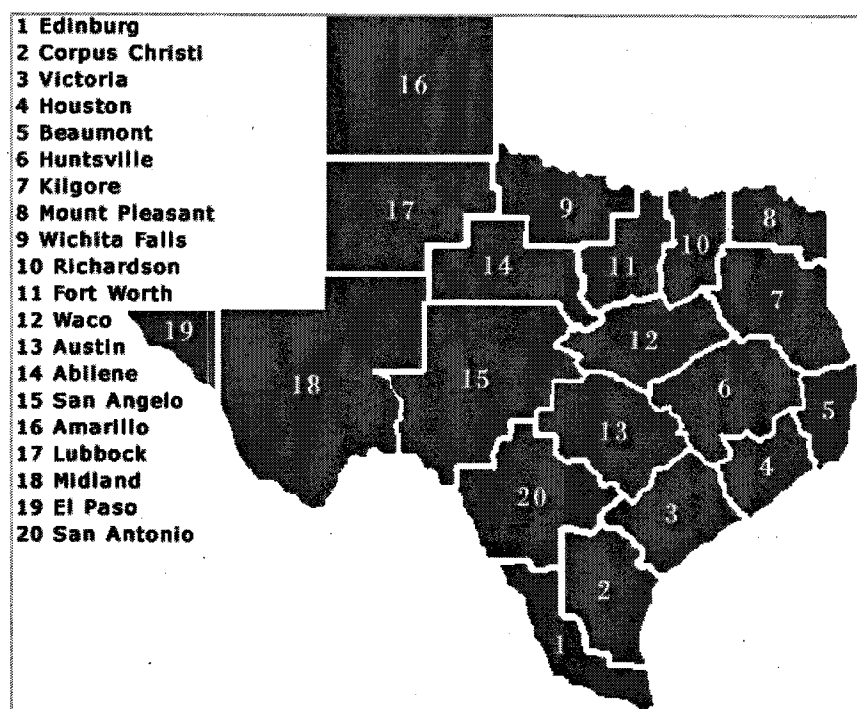 1 Edinburg
2 Corpus Christi
3 Victoria
4 Houston
5 Beaumont
6 Huntsville
7 Kilgore
8 Mount Pleasant
9 Wichita Falls
10 Richardson
11 Fort Worth
12 Waco
13 Austin
14 Abilene
15 San Angelo
16 Amarillo
17 Lubbock
18 Midland
19 El Paso
20 San Antonio
16
17
9
8
10
14
11
7
19
12
18
15
6
5
13
4
20
3
2
1